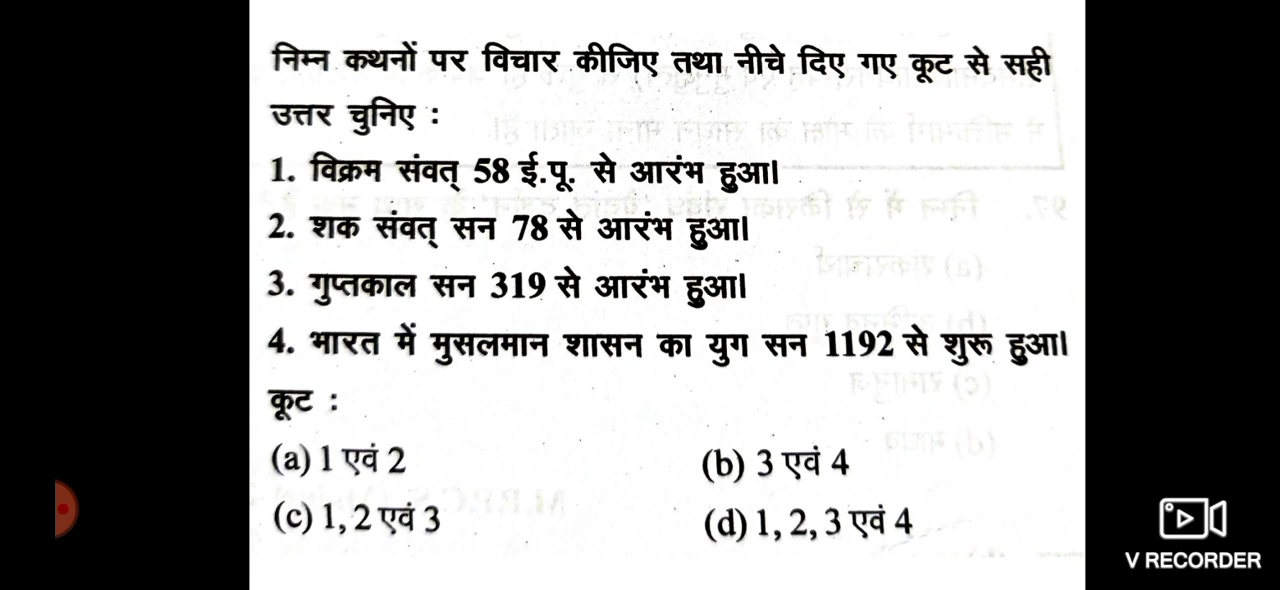 निम्न कथनों पर विचार कीजिए तथा नीचे दिए गए कूट से सही
उत्तर चुनिए :
1. विक्रम संवत् 58 ई.पू. से आरंभ हुआ।
2. शक संवत् सन 78 से आरंभ हुआ।
3. गुप्तकाल सन 319 से आरंभ हुआ।
4. भारत में मुसलमान शासन का युग सन 1192 से शुरू हुआ।
कूट :
(a) 1 एवं 2
(b) 3 एवं 4
(c) 1, 2 एवं 3
(d) 1, 2, 3 एवं 4
V RECORDER